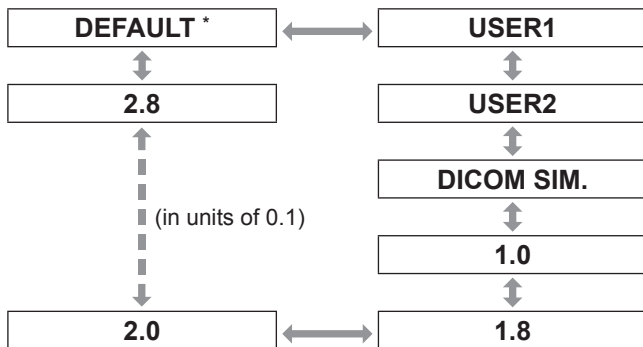 DEFAULT *
USER1
2.8
USER2
DICOM SIM.
(in units of 0.1)
1.0
2.0
1.8